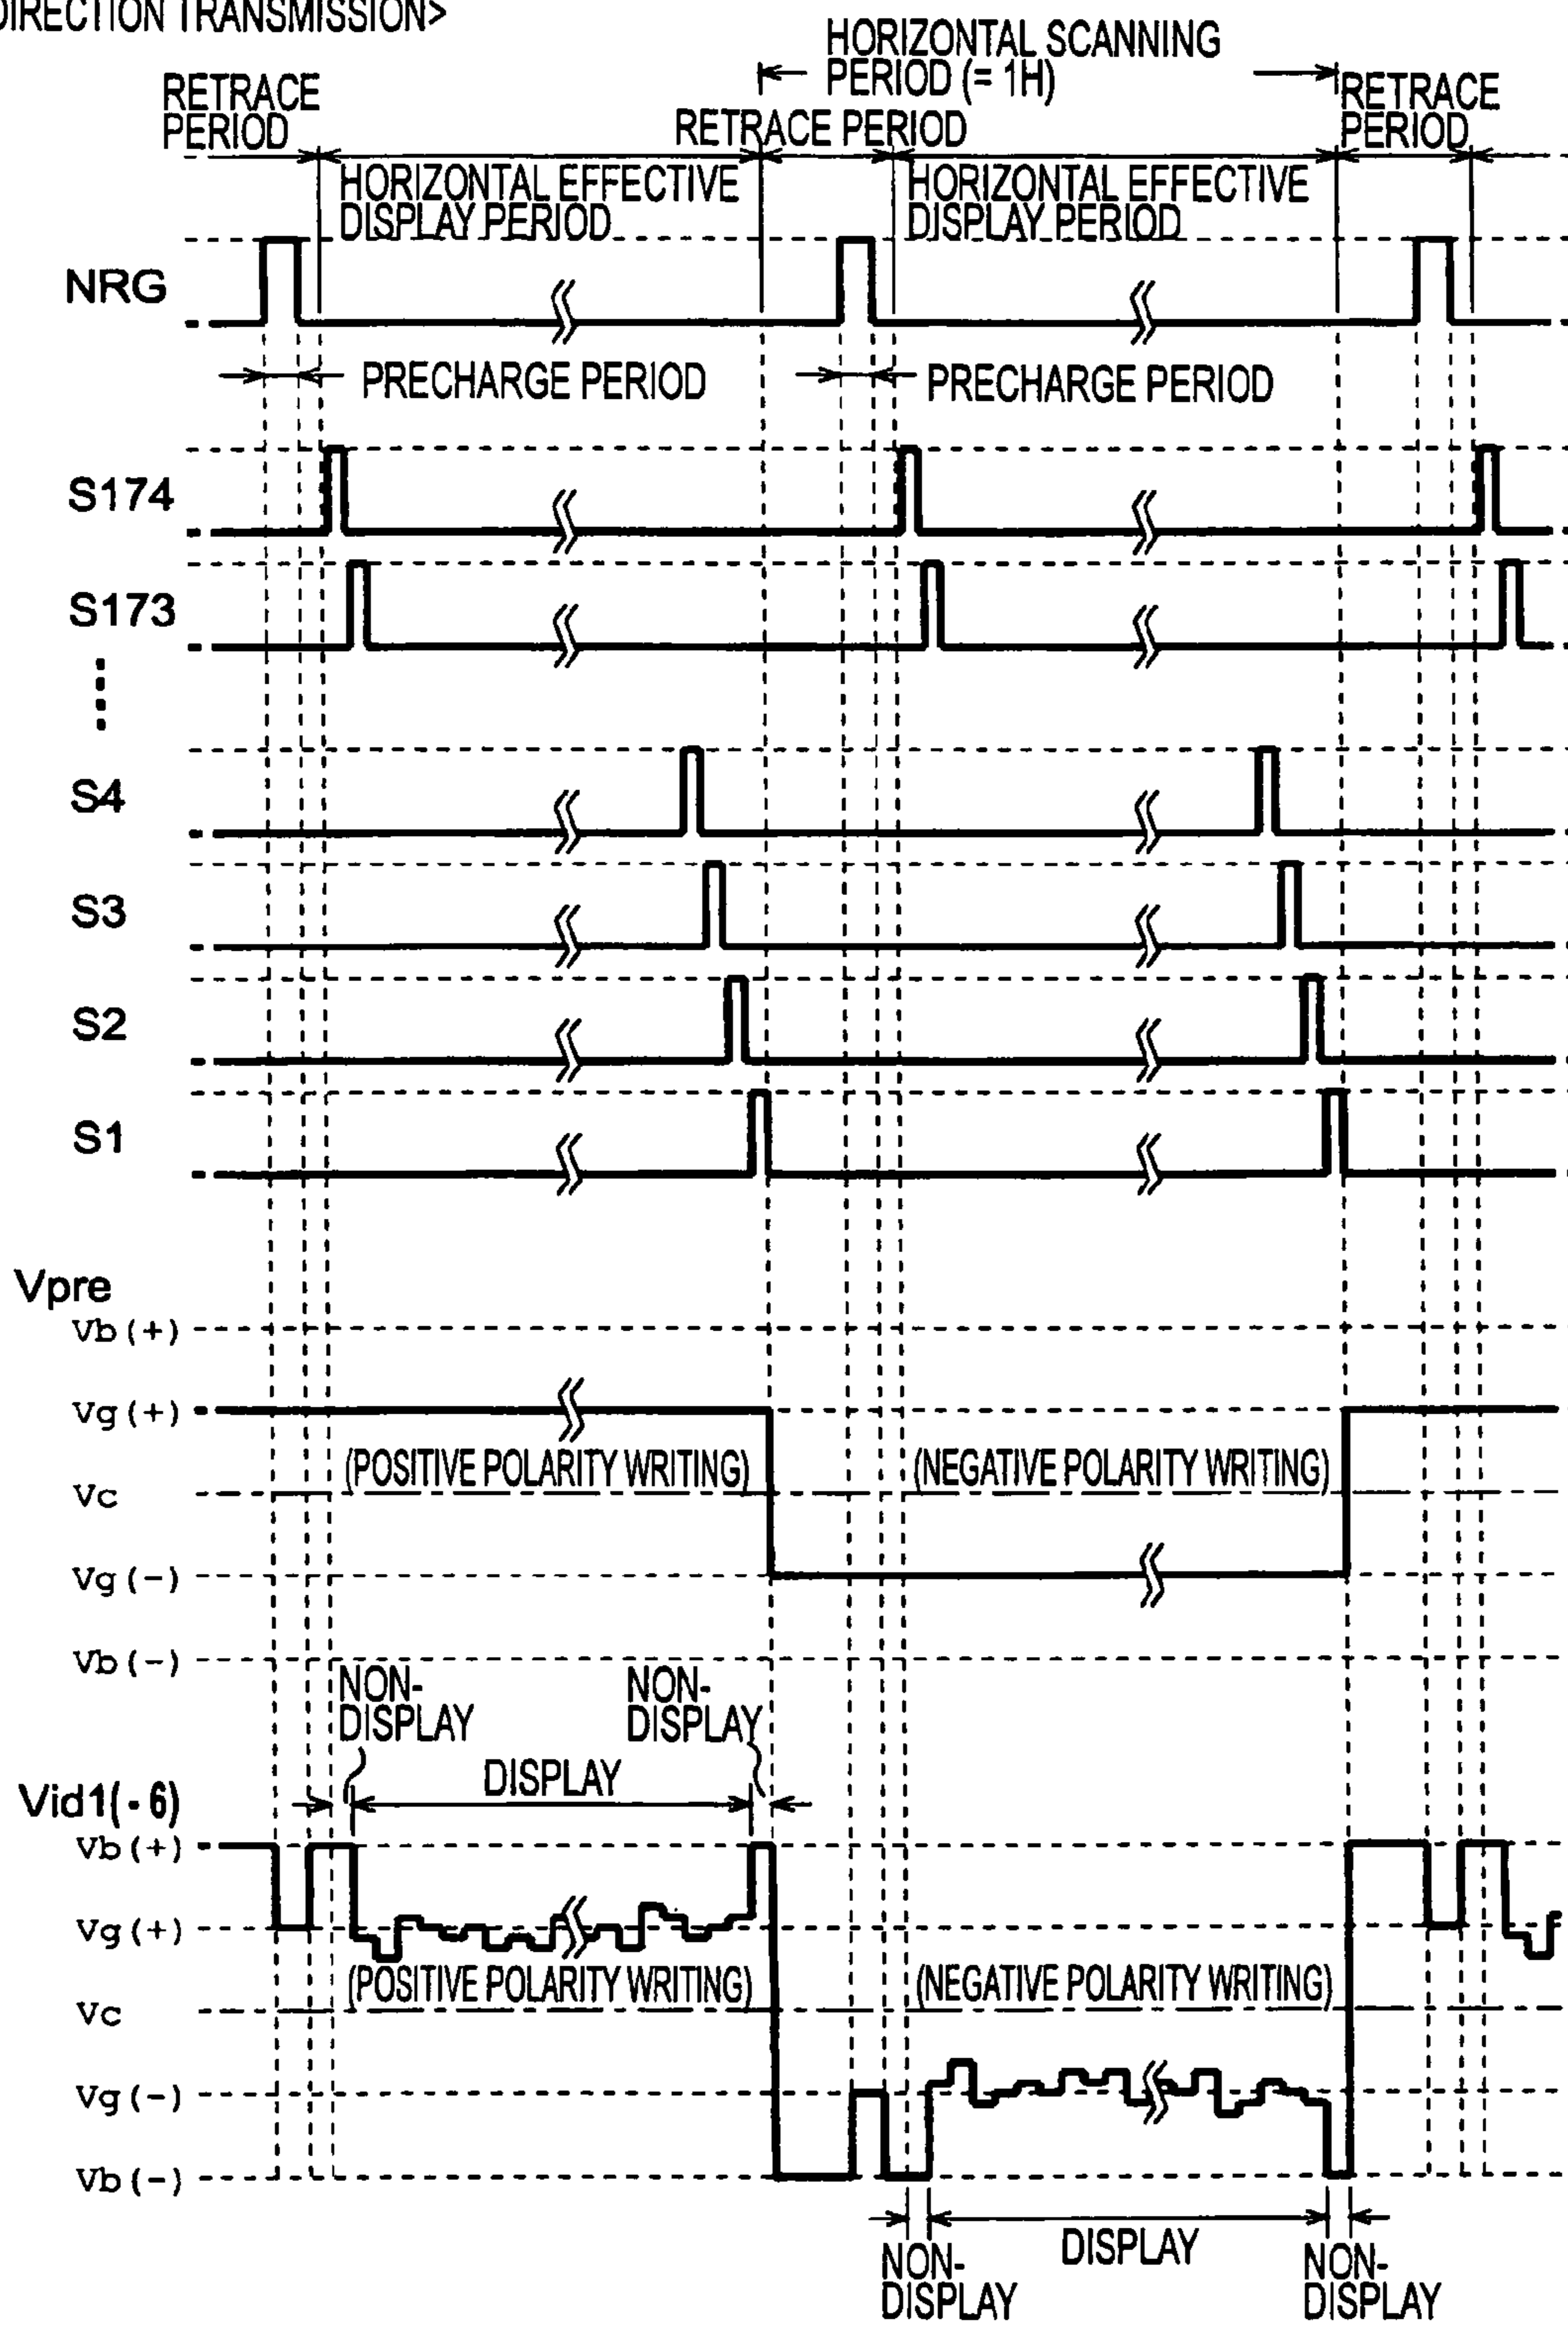 DIRECTION TRANSMISSION>
HORIZONTAL SCANNING
PERIOD (= 1H)
RETRACE
PERIOD
RETRACE PERIOD
RETRACE
PERIOD
HORIZONTAL EFFECTIVE
DISPLAY PERIOD
HORIZONTAL EFFECTIVE
DISPLAY PERIOD
NRG
PRECHARGE PERIOD
PRECHARGE PERIOD
S174
S173
S4
S3
S2
S1
Vpre
Vb(+)
Vg(+)
(POSITIVE POLARITY WRITING)
(NEGATIVE POLARITY WRITING)
Vc
Vg(-)
Vb(-)
NON-
DISPLAY
NON-
DISPLAY
DISPLAY
Vid1(-6)
Vb(+)
Vg(+)
(POSITIVE POLARITY WRITING)
(NEGATIVE POLARITY WRITING)
Vc
Vg(-)
Vb(-)
NON-
DISPLAY
DISPLAY
NON-
DISPLAY